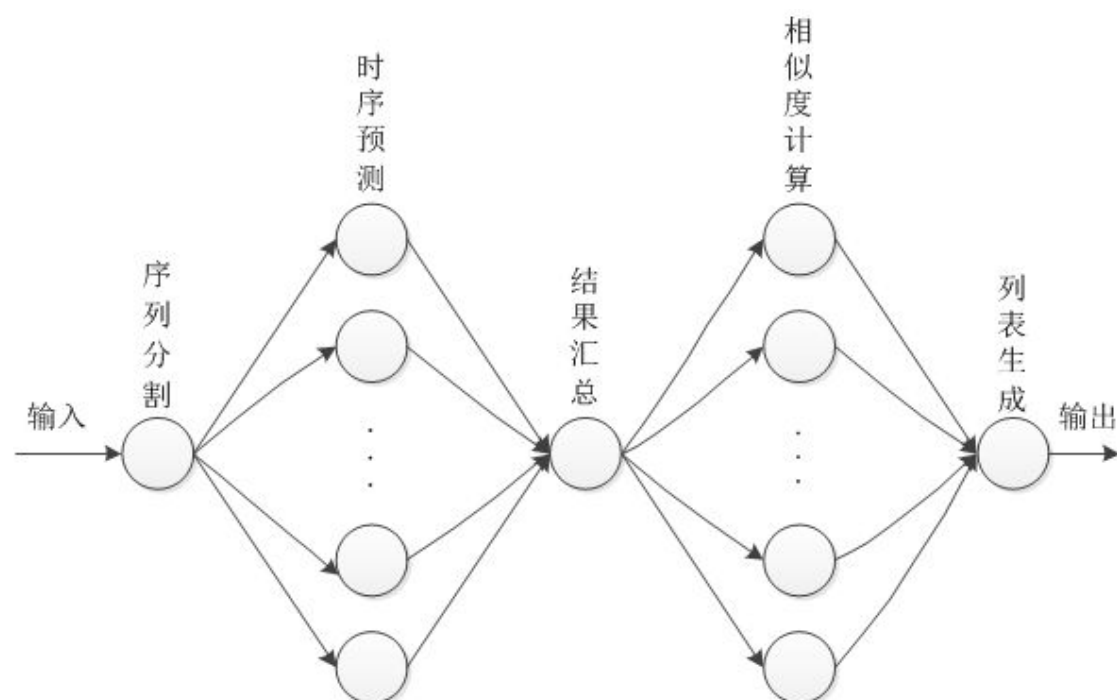 输入
序列分割
时序预测
结果汇总
相似度计算
列表生成
输出